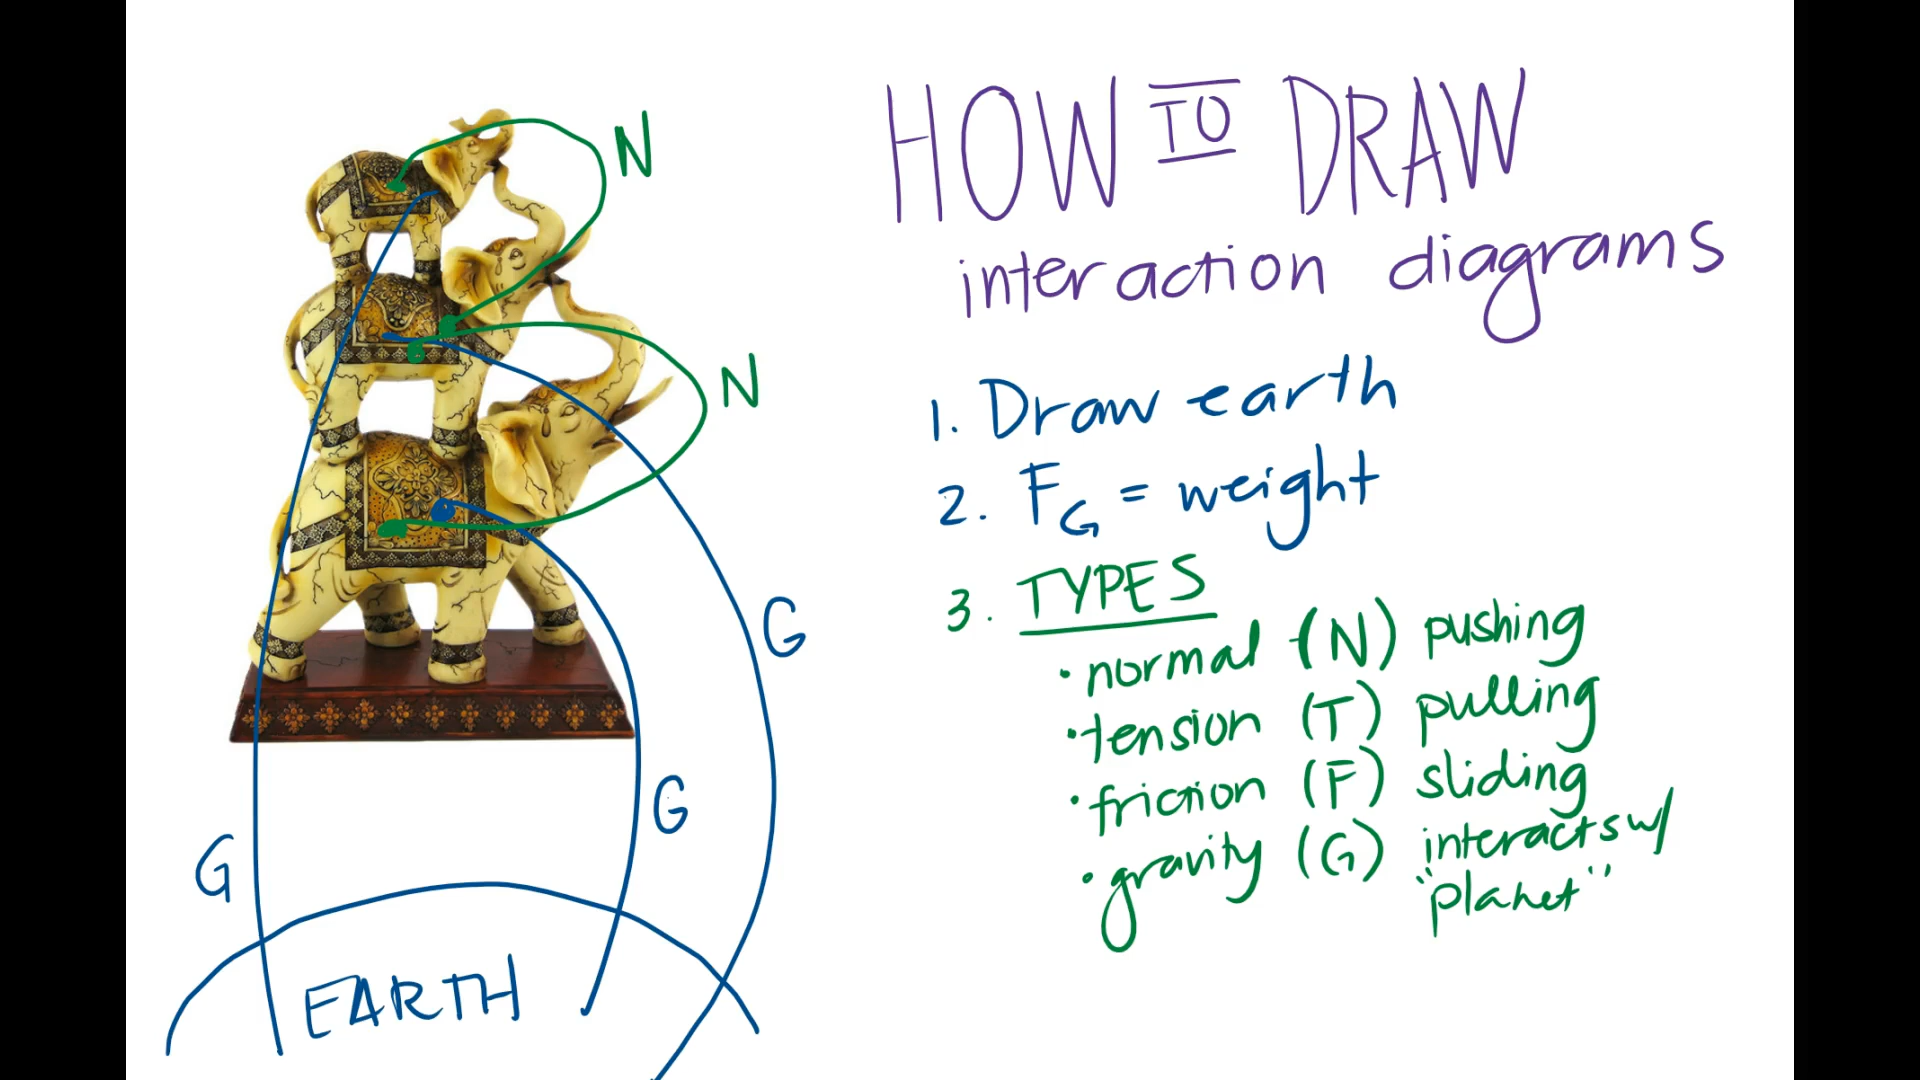 HOW TO DRAW
interaction diagrams
1. Draw earth
2. FG = weight
3. TYPES
• normal (N) pushing
• tension (T) pulling
• friction (F) sliding
• gravity (G) interacts w/
"planet"
N
N
G
G
G
EARTH